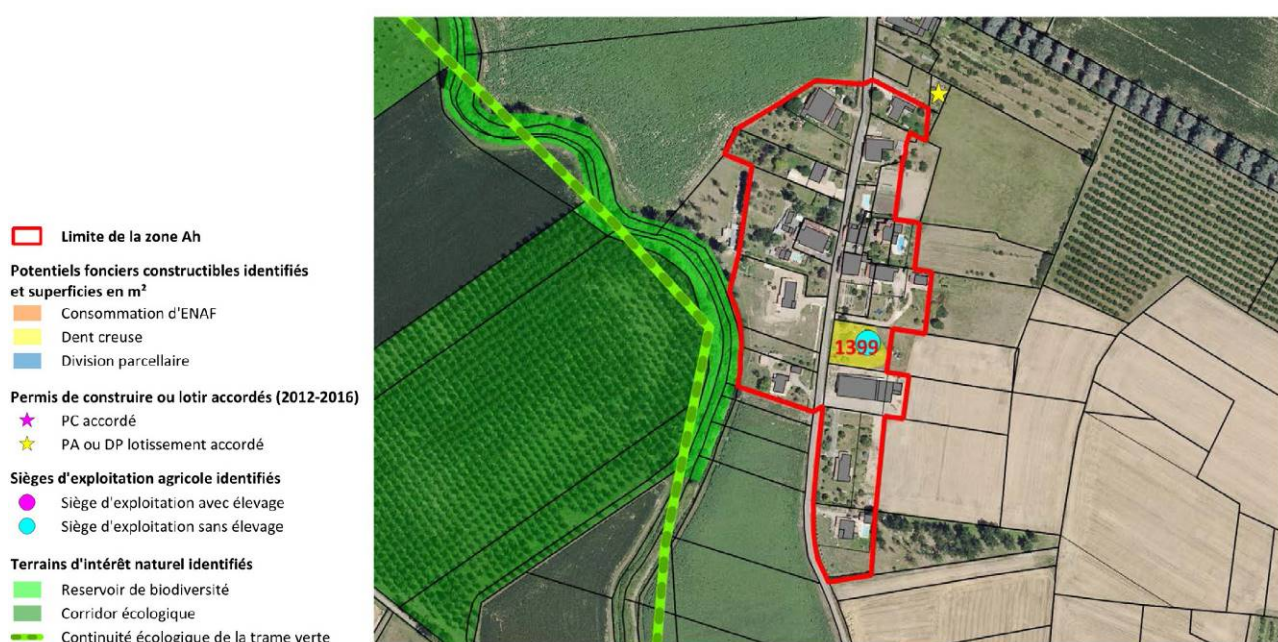 Limite de la zone Ah
Potentiels fonciers constructibles identifiés
et superficies en m²
Consommation d'ENAF
Dent creuse
Division parcellaire
Permis de construire ou lotir accordés (2012-2016)
PC accordé
PA ou DP lotissement accordé
Sièges d'exploitation agricole identifiés
Siège d'exploitation avec élevage
Siège d'exploitation sans élevage
Terrains d'intérêt naturel identifiés
Reservoir de biodiversité
Corridor écologique
Continuité écologique de la trame verte
1399